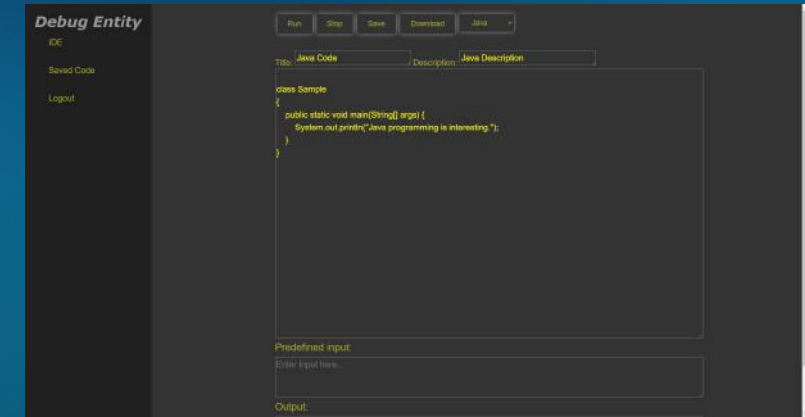 Debug Entity
IDE
Saved Code
Logout
Run Stop Save Download Java
Title: Java Code Description: Java Description
class Sample
{
public static void main(String[] args) {
System.out.println("Java programming is interesting.");
}
}
Predefined input:
Enter Input here...
Output: